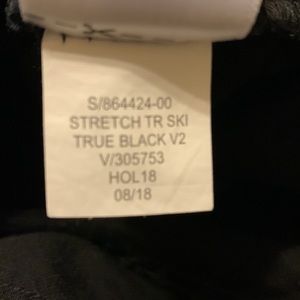 S/864424-00
STRETCH TR SKI
TRUE BLACK V2
V/305753
HOL18
08/18